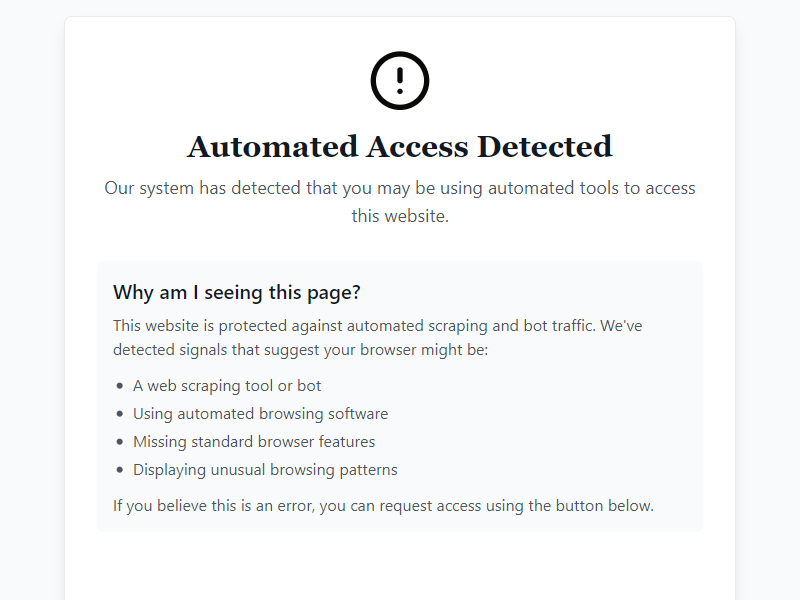 Automated Access Detected
Our system has detected that you may be using automated tools to access
this website.
Why am I seeing this page?
This website is protected against automated scraping and bot traffic. We've
detected signals that suggest your browser might be:
• A web scraping tool or bot
• Using automated browsing software
• Missing standard browser features
• Displaying unusual browsing patterns
If you believe this is an error, you can request access using the button below.